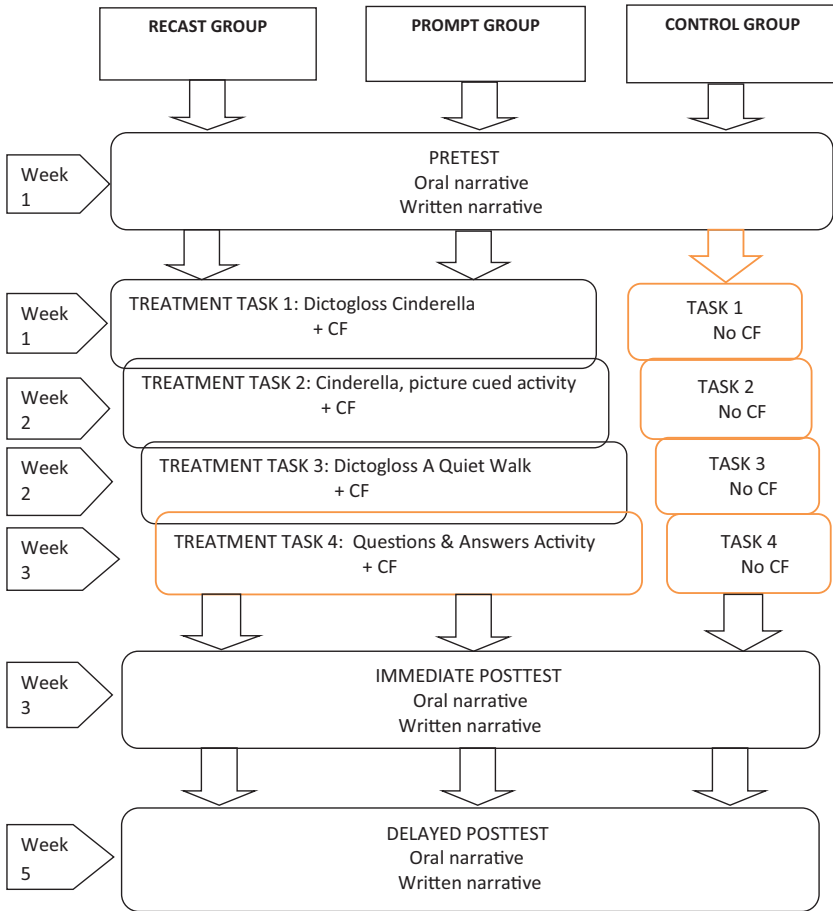 RECAST GROUP
PROMPT GROUP
CONTROL GROUP
Week
1
PRETEST
Oral narrative
Written narrative
Week
1
TREATMENT TASK 1: Dictogloss Cinderella
+ CF
TASK 1
No CF
Week
2
TREATMENT TASK 2: Cinderella, picture cued activity
+ CF
TASK 2
No CF
Week
2
TREATMENT TASK 3: Dictogloss A Quiet Walk
+ CF
TASK 3
No CF
Week
3
TREATMENT TASK 4: Questions & Answers Activity
+ CF
TASK 4
No CF
Week
3
IMMEDIATE POSTTEST
Oral narrative
Written narrative
Week
5
DELAYED POSTTEST
Oral narrative
Written narrative